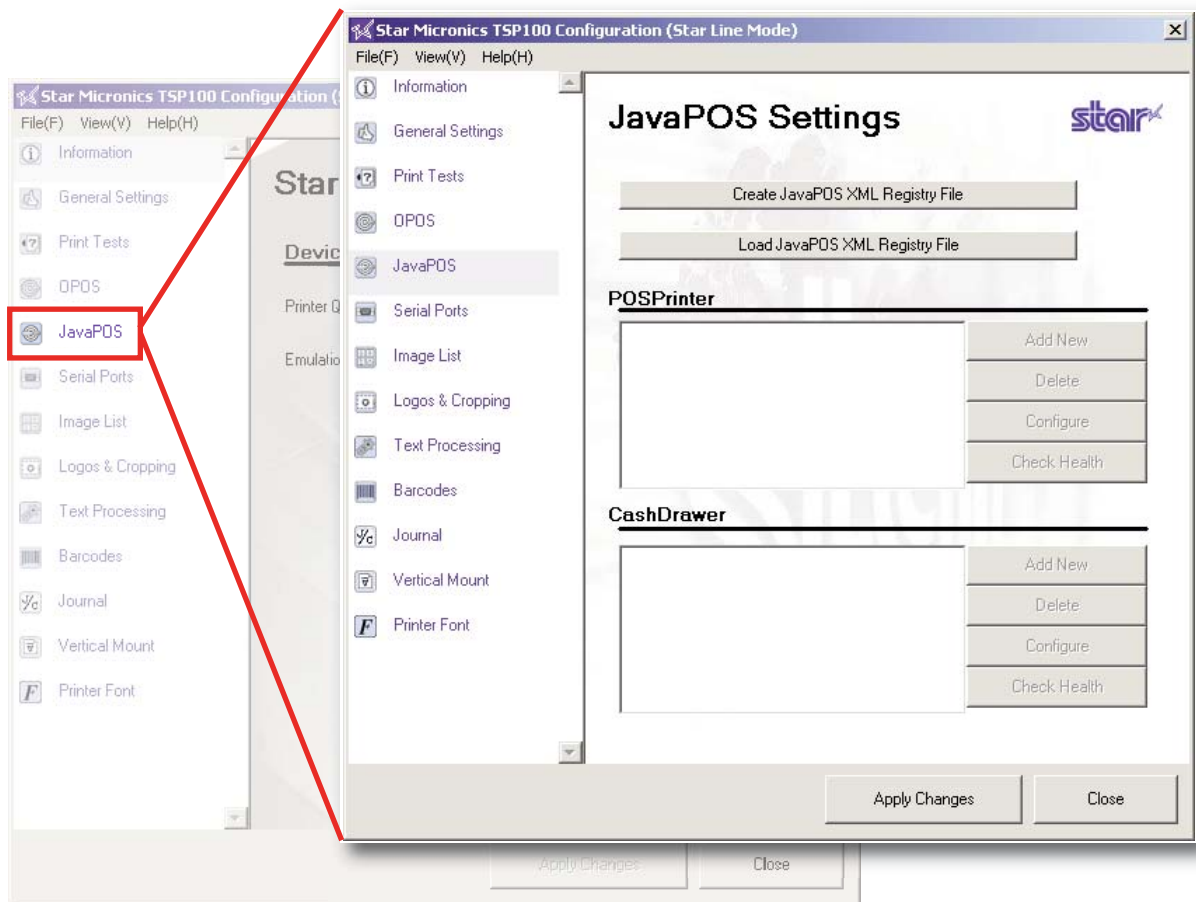 Star Micronics TSP100 Configuration (S
File(F) View(V) Help(H)
Information
General Settings
Print Tests
OPOS
JavaPOS
Serial Ports
Image List
Logos & Cropping
Text Processing
Barcodes
Journal
Vertical Mount
Printer Font
Star
Devic
Printer Q
Emulatio
Apply Changes
Close
Star Micronics TSP100 Configuration (Star Line Mode)
File(F) View(V) Help(H)
Information
General Settings
Print Tests
OPOS
JavaPOS
Serial Ports
Image List
Logos & Cropping
Text Processing
Barcodes
Journal
Vertical Mount
Printer Font
JavaPOS Settings
star
Create JavaPOS XML Registry File
Load JavaPOS XML Registry File
POSPrinter
Add New
Delete
Configure
Check Health
CashDrawer
Add New
Delete
Configure
Check Health
Apply Changes
Close